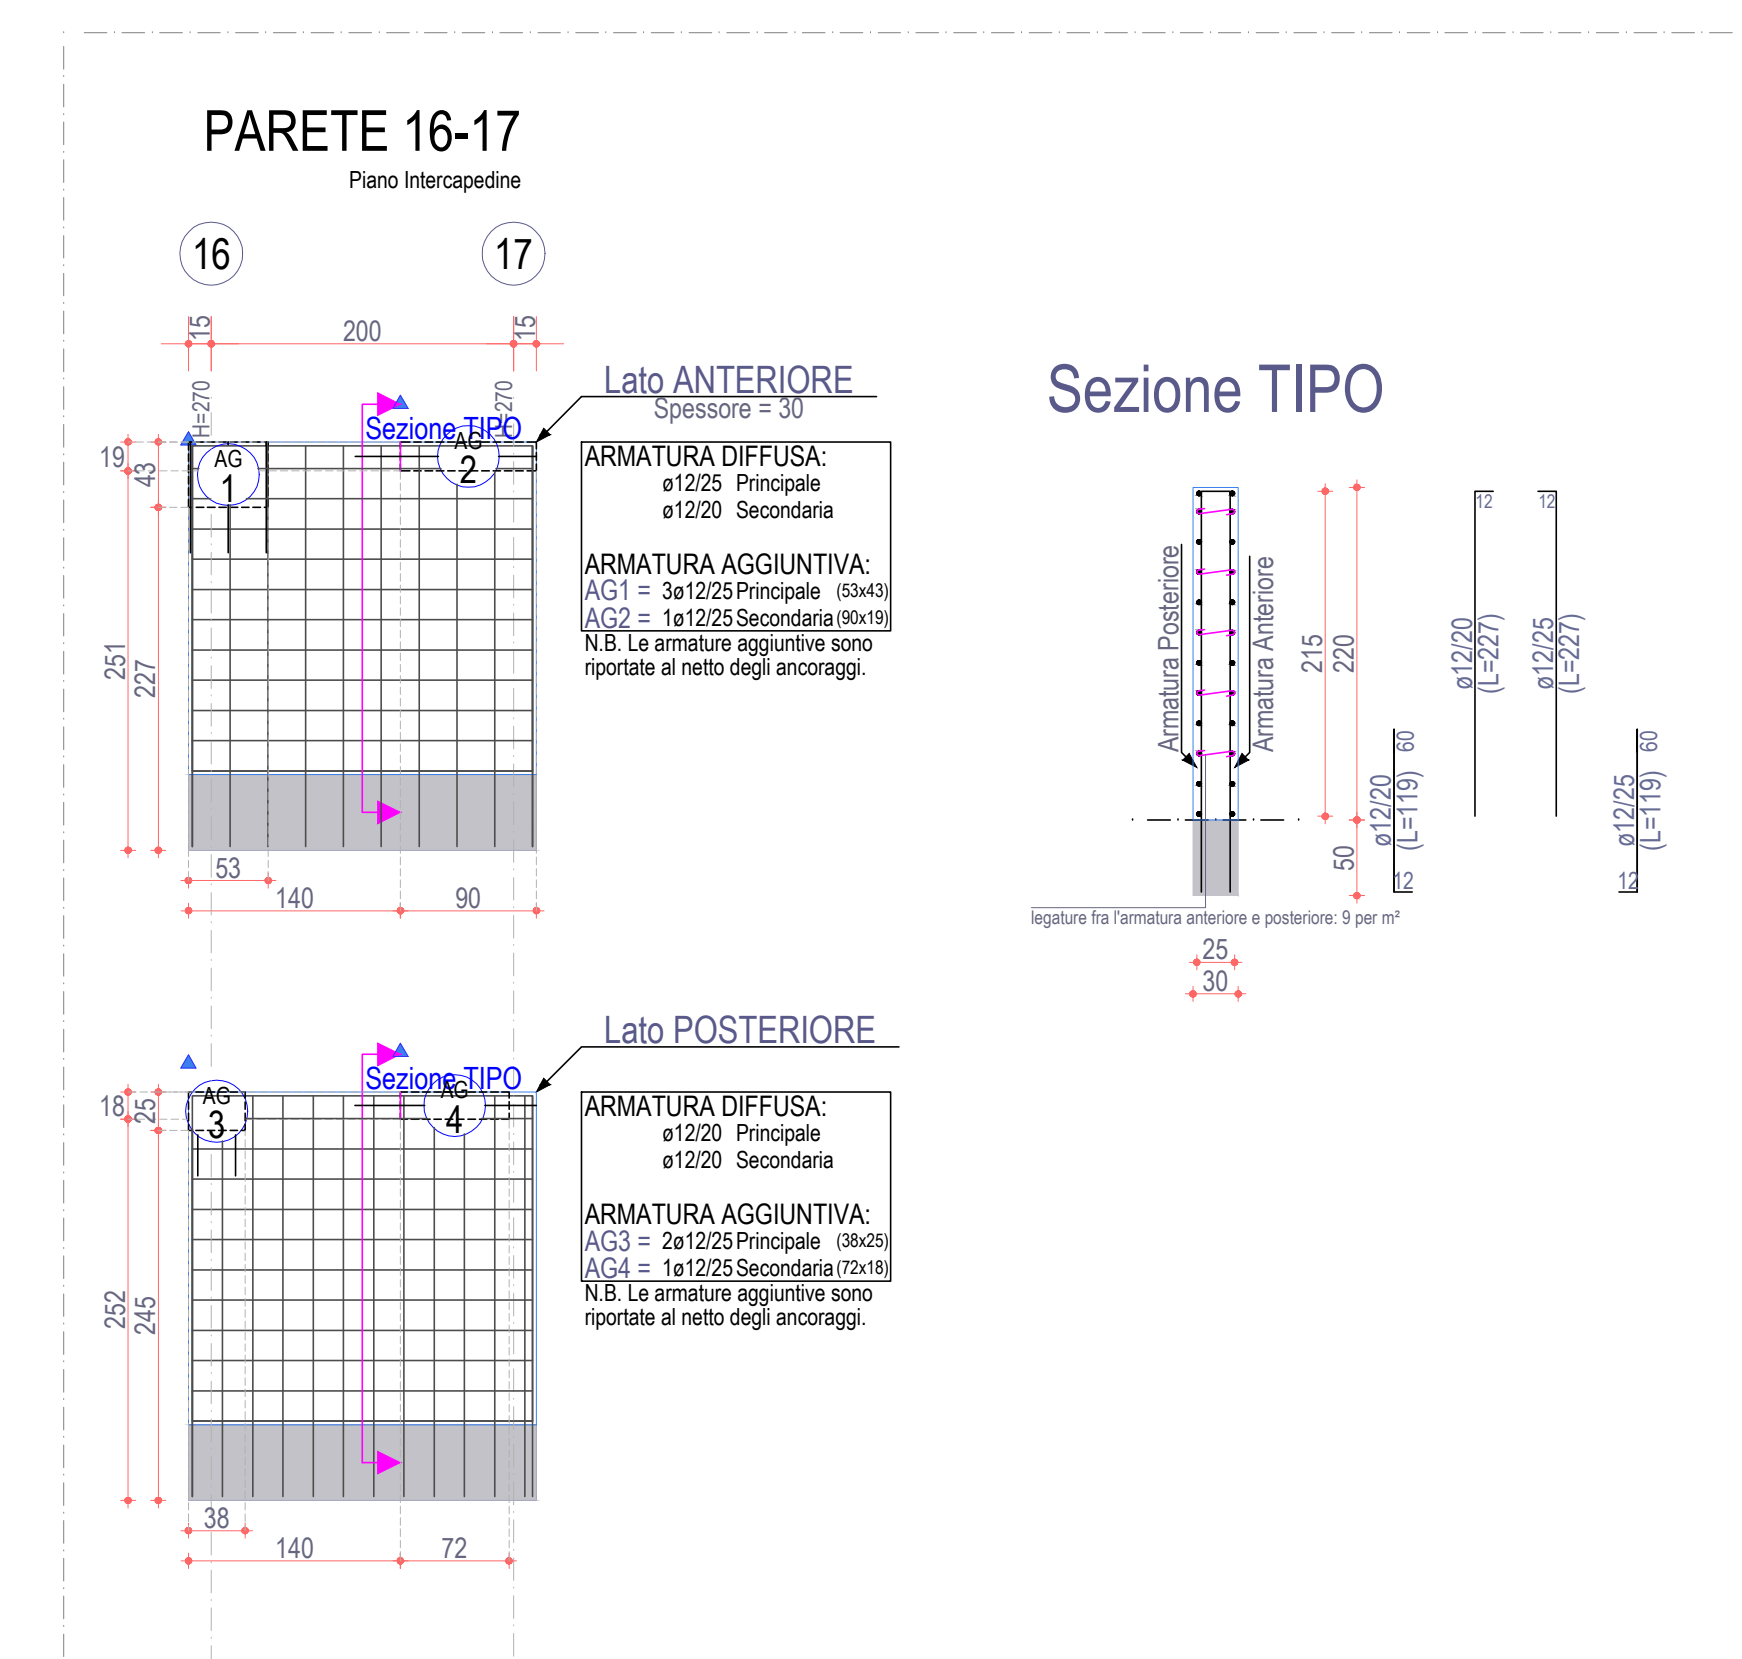 PARETE 16-17
Piano Intercapedine
16
17
15
200
15
H=270
H=270
Lato ANTERIORE
Spessore = 30
Sezione TIPO
AG
1
AG
2
19
43
251
227
53
140
90
ARMATURA DIFFUSA:
ø12/25 Principale
ø12/20 Secondaria
ARMATURA AGGIUNTIVA:
AG1 = 3ø12/25 Principale (53x43)
AG2 = 1ø12/25 Secondaria (90x19)
N.B. Le armature aggiuntive sono
riportate al netto degli ancoraggi.
Lato POSTERIORE
Sezione TIPO
AG
3
AG
4
18
25
252
245
38
140
72
ARMATURA DIFFUSA:
ø12/20 Principale
ø12/20 Secondaria
ARMATURA AGGIUNTIVA:
AG3 = 2ø12/25 Principale (38x25)
AG4 = 1ø12/25 Secondaria (72x18)
N.B. Le armature aggiuntive sono
riportate al netto degli ancoraggi.
Sezione TIPO
Armatura Posteriore
Armatura Anteriore
215
220
50
legature fra l'armatura anteriore e posteriore: 9 per m²
25
30
12
ø12/20
(L=227)
12
ø12/25
(L=227)
60
ø12/20
(L=119)
12
60
ø12/25
(L=119)
12